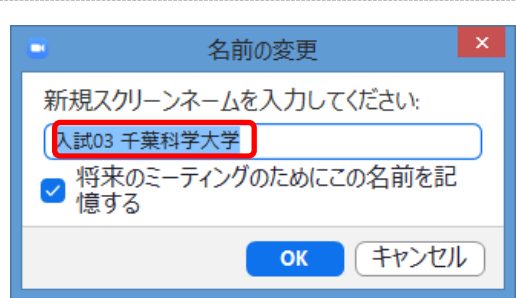 名前の変更
新規スクリーンネームを入力してください:
入試03 千葉科学大学
将来のミーティングのためにこの名前を記
憶する
OK キャンセル